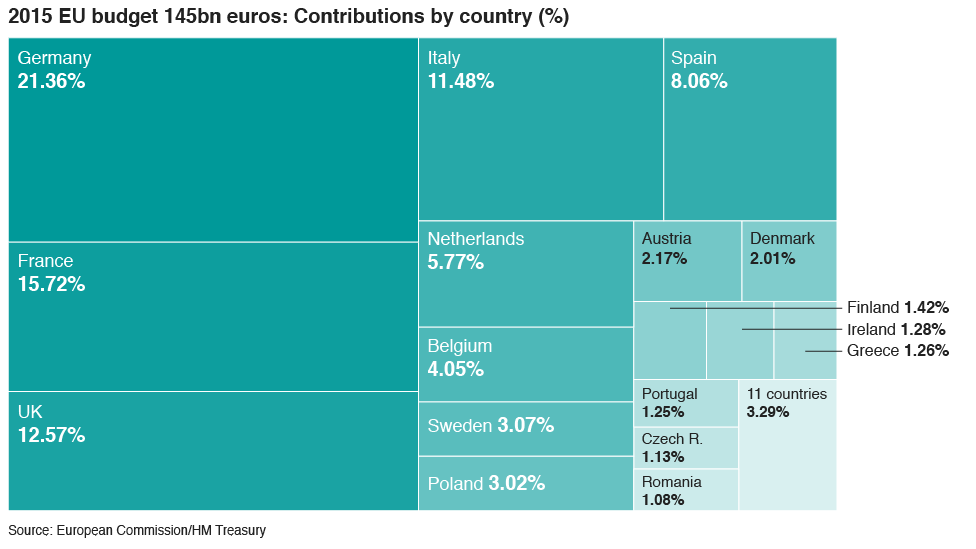 2015 EU budget 145bn euros: Contributions by country (%)
Germany
21.36%
France
15.72%
UK
12.57%
Italy
11.48%
Spain
8.06%
Netherlands
5.77%
Belgium
4.05%
Sweden 3.07%
Poland 3.02%
Austria
2.17%
Denmark
2.01%
Finland 1.42%
Ireland 1.28%
Greece 1.26%
Portugal
1.25%
Czech R.
1.13%
Romania
1.08%
11 countries
3.29%
Source: European Commission/HM Treasury